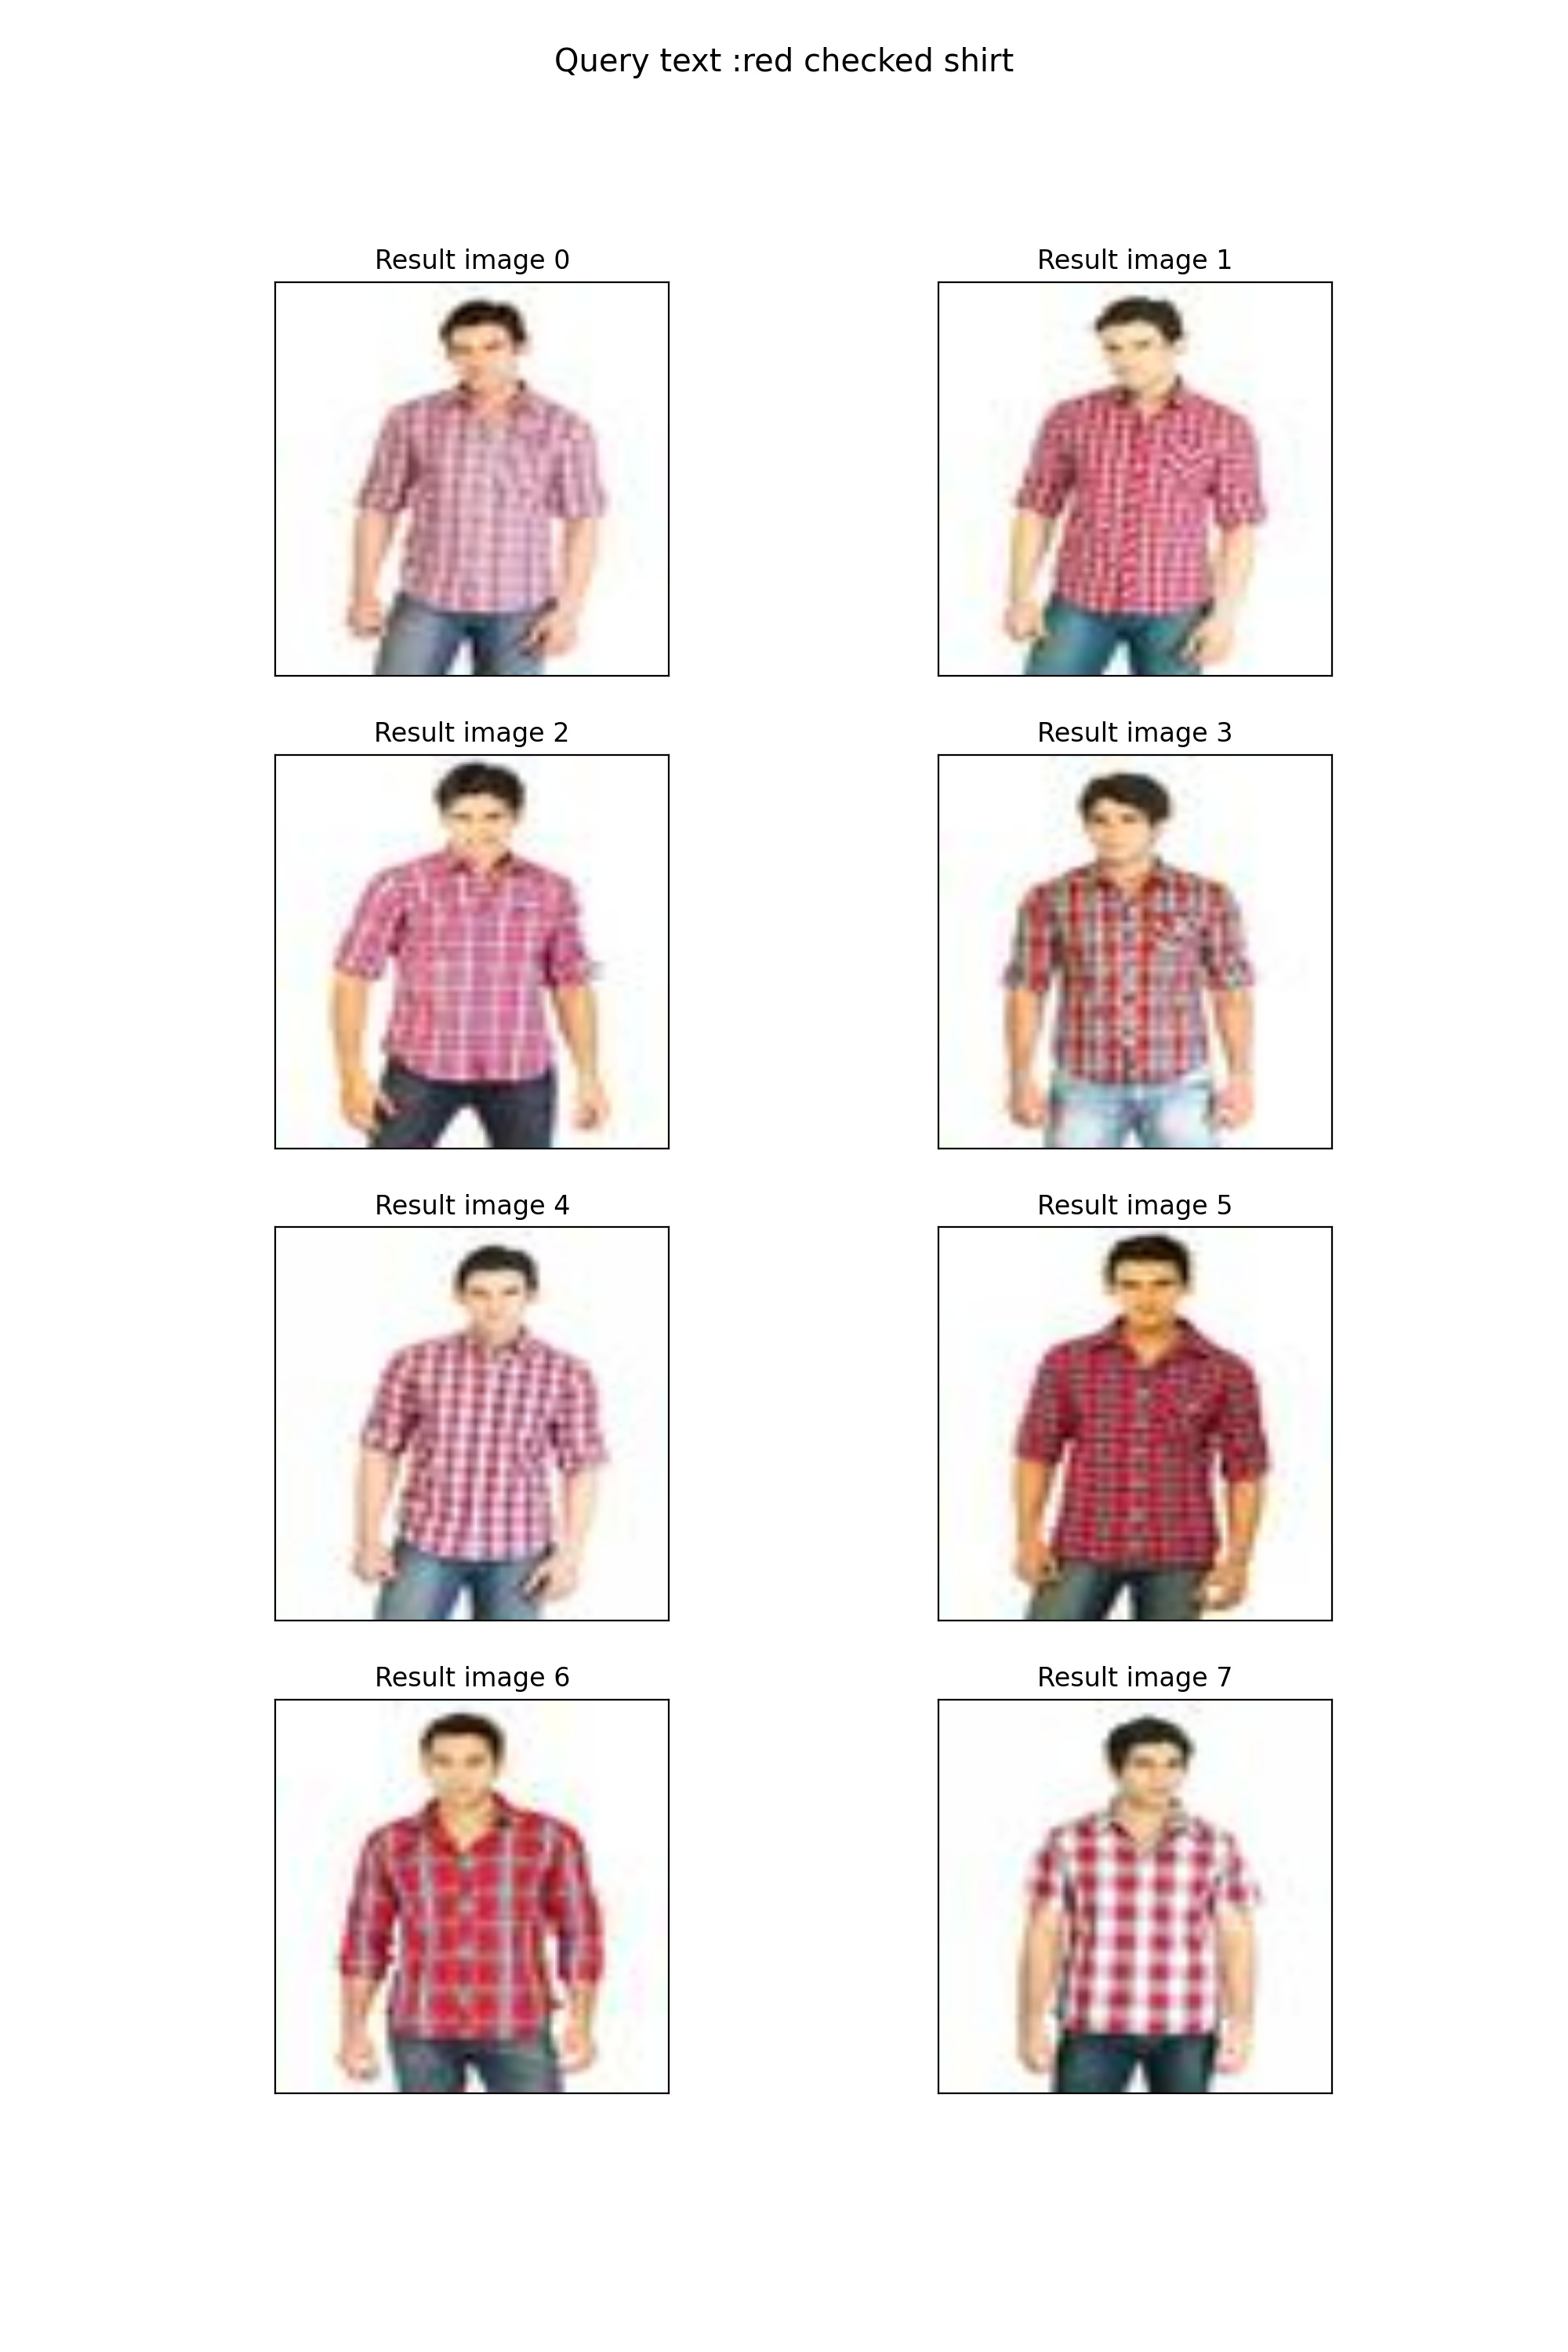 Query text :red checked shirt
Result image 0
Result image 1
Result image 2
Result image 3
Result image 4
Result image 5
Result image 6
Result image 7